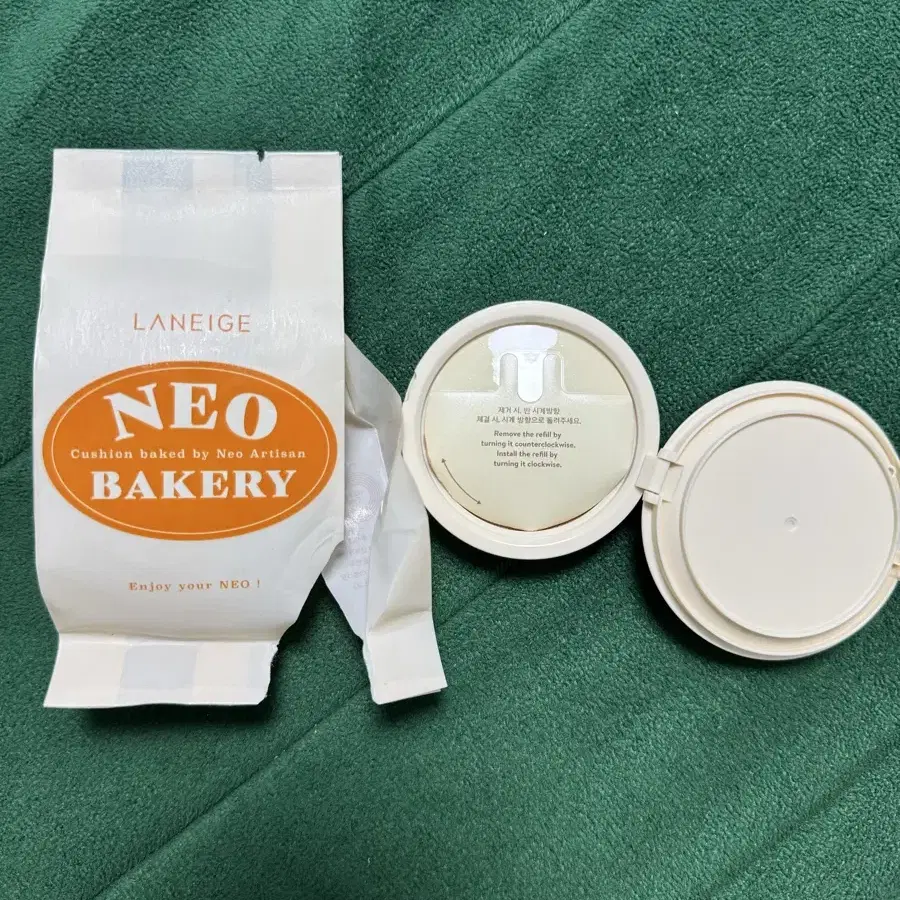 LANEIGE
NEO
Cushion baked by Neo Artisan
BAKERY
Enjoy your NEO !
제거 시, 반 시계방향
체결 시, 시계 방향으로 돌려주세요.
Remove the refill by
turning it counterclockwise.
Install the refill by
turning it clockwise.